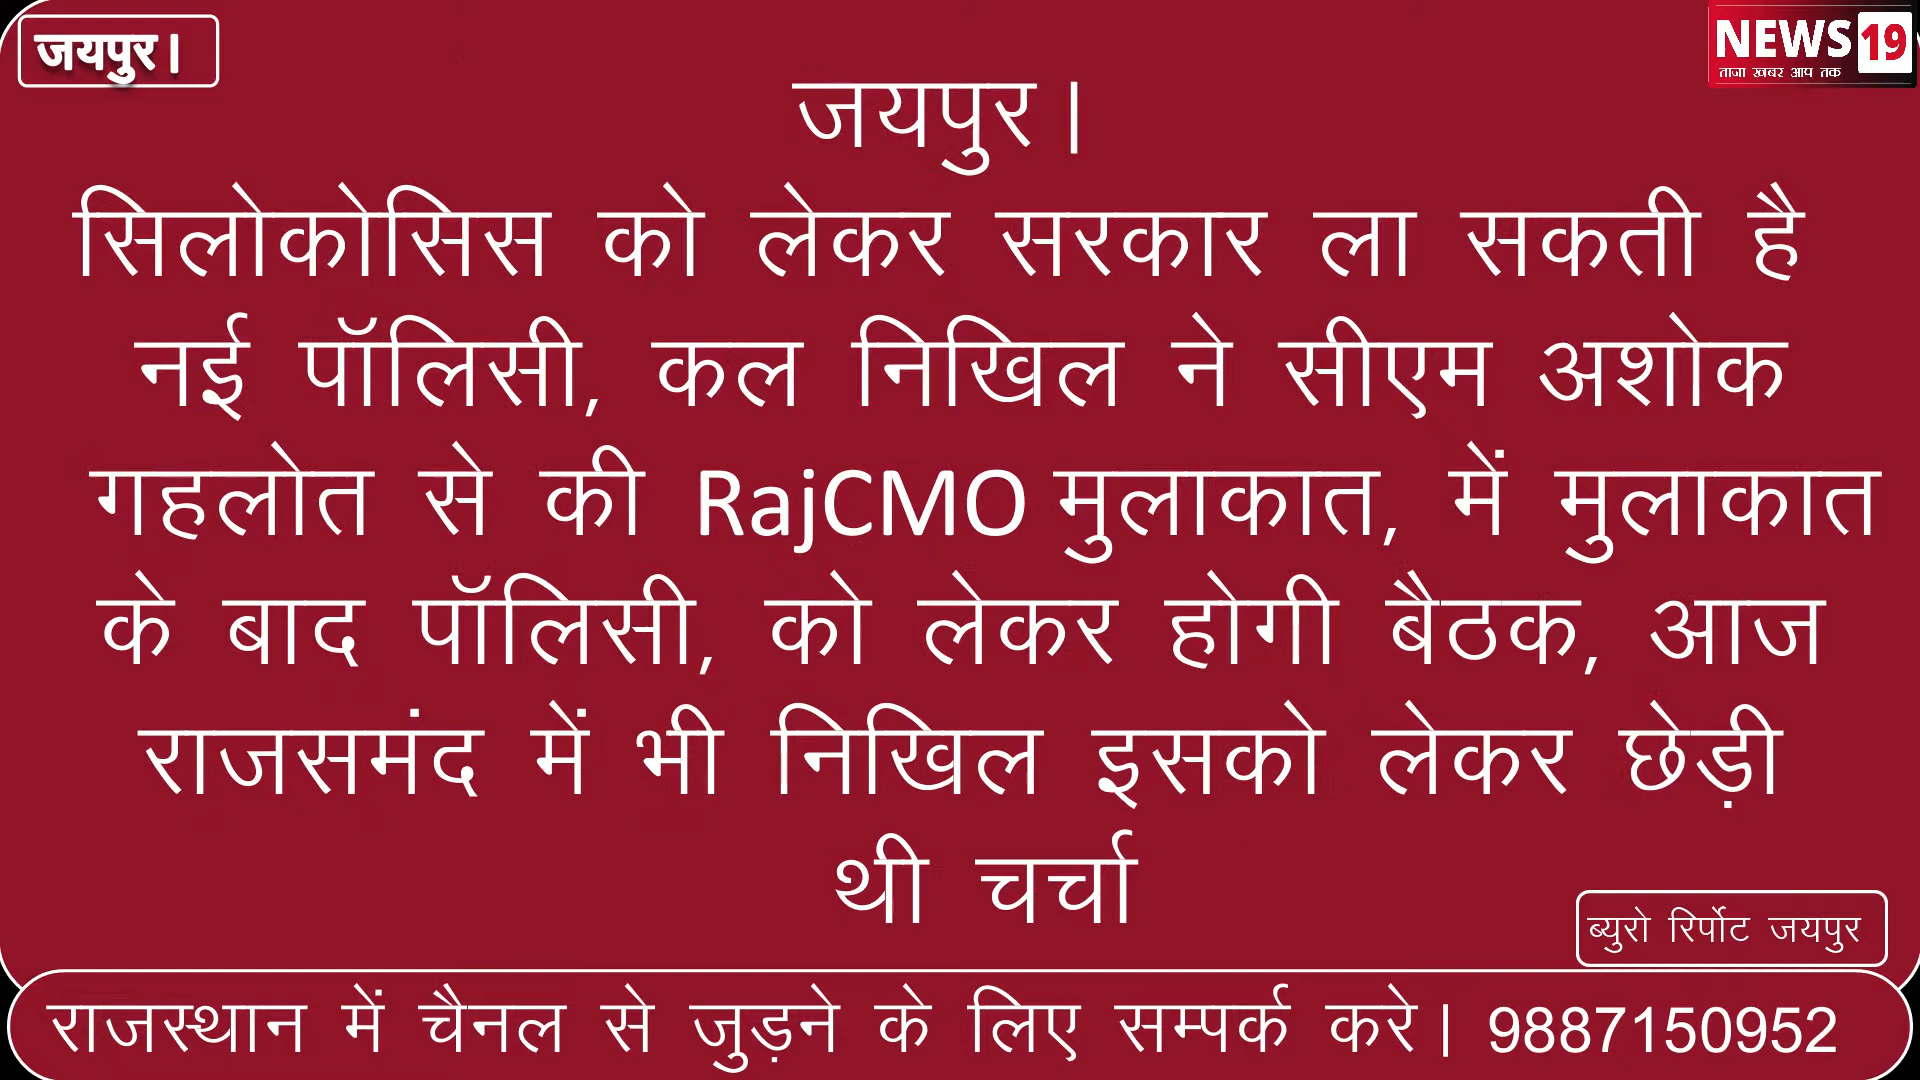 जयपुर।
NEWS 19
ताजा खबर आप तक
जयपुर।
सिलोकोसिस को लेकर सरकार ला सकती है
नई पॉलिसी, कल निखिल ने सीएम अशोक
गहलोत से की RajCMO मुलाकात, में मुलाकात
के बाद पॉलिसी, को लेकर होगी बैठक, आज
राजसमंद में भी निखिल इसको लेकर छेड़ी
थी चर्चा
ब्युरो रिर्पोट जयपुर
राजस्थान में चैनल से जुड़ने के लिए सम्पर्क करे। 9887150952